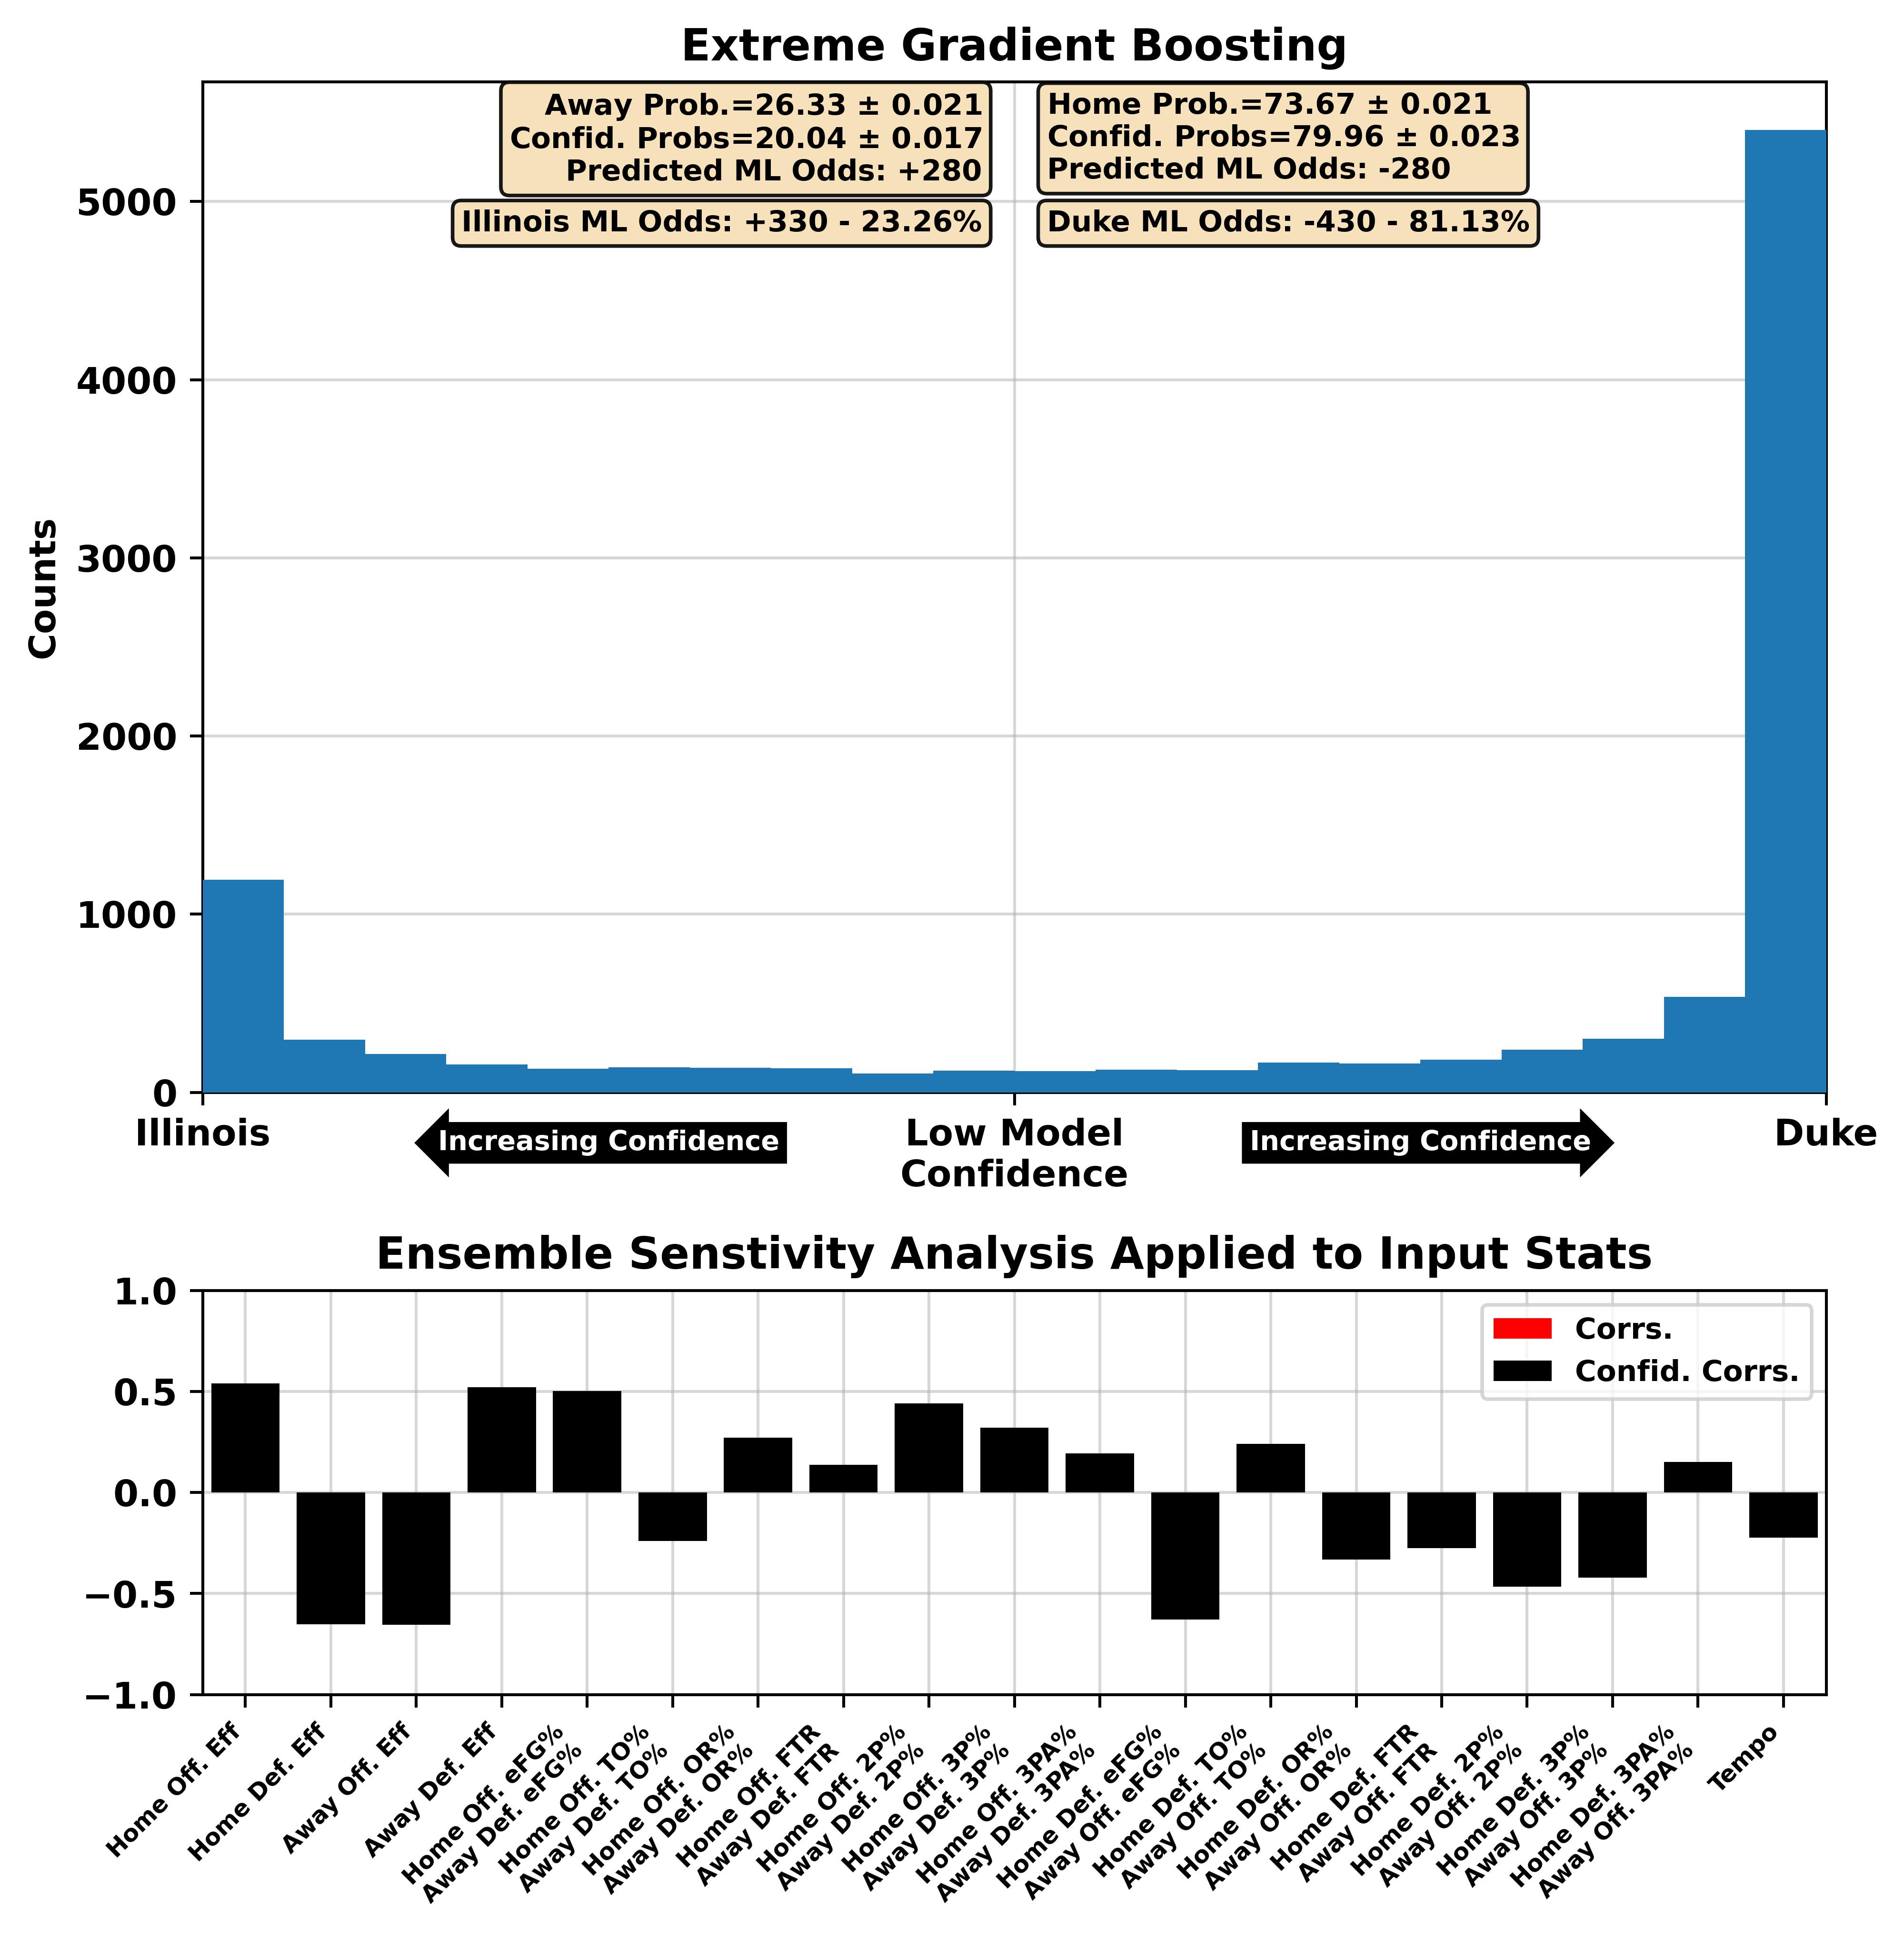 Extreme Gradient Boosting
Away Prob.=26.33 ± 0.021
Confid. Probs=20.04 ± 0.017
Predicted ML Odds: +280
Home Prob.=73.67 ± 0.021
Confid. Probs=79.96 ± 0.023
Predicted ML Odds: -280
Illinois ML Odds: +330 - 23.26%
Duke ML Odds: -430 - 81.13%
Counts
5000
4000
3000
2000
1000
0
Illinois
Increasing Confidence
Low Model
Confidence
Increasing Confidence
Duke
Ensemble Senstivity Analysis Applied to Input Stats
1.0
0.5
0.0
−0.5
−1.0
Corrs.
Confid. Corrs.
Home Off. Eff
Home Def. Eff
Away Off. Eff
Away Def. Eff
Home Off. eFG%
Away Def. eFG%
Home Off. TO%
Away Def. TO%
Home Off. OR%
Away Def. OR%
Home Off. FTR
Away Def. FTR
Home Off. 2P%
Away Def. 2P%
Home Off. 3P%
Away Def. 3P%
Home Off. 3PA%
Away Def. 3PA%
Home Def. eFG%
Away Off. eFG%
Home Def. TO%
Away Off. TO%
Home Def. OR%
Away Off. OR%
Home Def. FTR
Away Off. FTR
Home Def. 2P%
Away Off. 2P%
Home Def. 3P%
Away Off. 3P%
Home Def. 3PA%
Away Off. 3PA%
Tempo